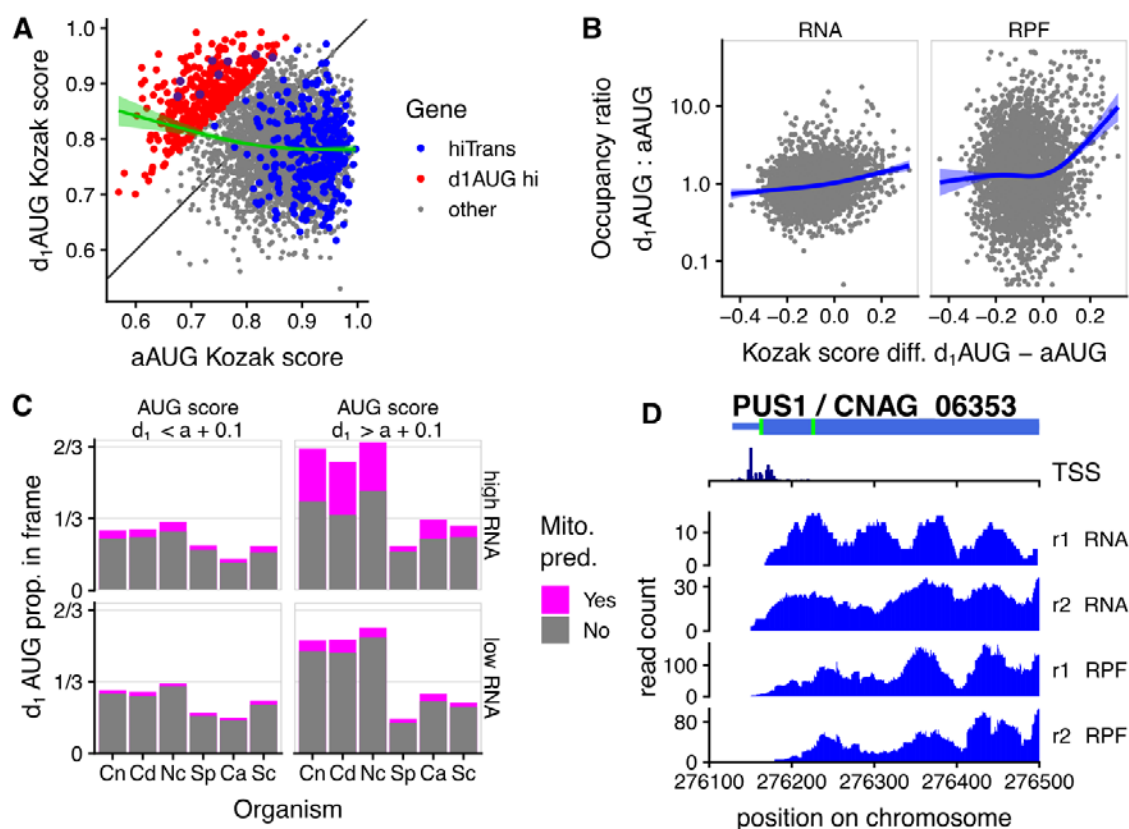 A
d₁AUG Kozak score
1.0
0.9
0.8
0.7
0.6
0.6 0.7 0.8 0.9 1.0
aAUG Kozak score
Gene
hiTrans
d1AUG hi
other
B
RNA RPF
Occupancy ratio
d₁AUG : aAUG
10.0
1.0
0.1
−0.4 −0.2 0.0 0.2 −0.4 −0.2 0.0 0.2
Kozak score diff. d₁AUG − aAUG
C
AUG score AUG score
d₁ < a + 0.1 d₁ > a + 0.1
d₁ AUG prop. in frame
2/3
1/3
0
high RNA
2/3
1/3
0
low RNA
Cn Cd Nc Sp Ca Sc Cn Cd Nc Sp Ca Sc
Organism
Mito.
pred.
Yes
No
D
PUS1 / CNAG 06353
TSS
read count
10
0
r1 RNA
30
0
r2 RNA
100
0
r1 RPF
80
0
r2 RPF
276100 276200 276300 276400 276500
position on chromosome